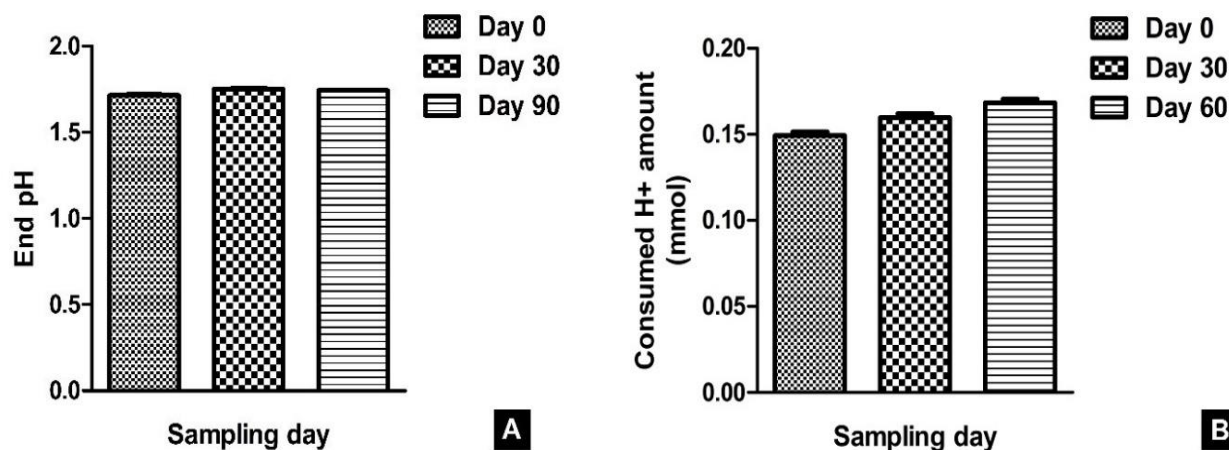 2.0
1.5
1.0
0.5
0.0
End pH
Sampling day
Day 0
Day 30
Day 90
A
0.20
0.15
0.10
0.05
0.00
Consumed H+ amount
(mmol)
Sampling day
Day 0
Day 30
Day 60
B